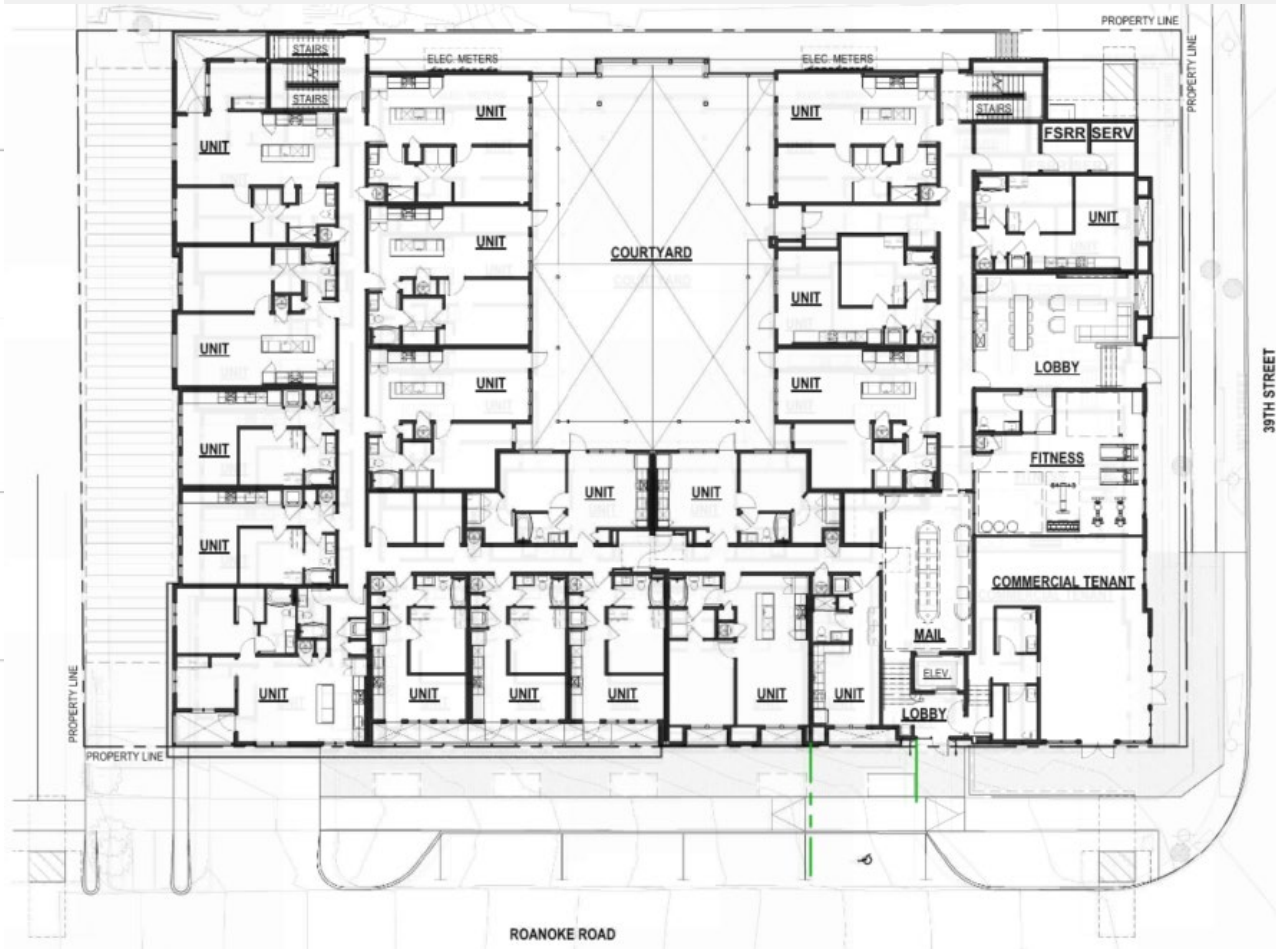 PROPERTY LINE
PROPERTY LINE
STAIRS
STAIRS
ELEC. METERS
ELEC. METERS
STAIRS
UNIT
UNIT
UNIT
FSRR
SERV
UNIT
UNIT
COURTYARD
UNIT
UNIT
UNIT
UNIT
UNIT
LOBBY
39TH STREET
UNIT
FITNESS
UNIT
UNIT
UNIT
COMMERCIAL TENANT
MAIL
ELEV.
UNIT
UNIT
UNIT
UNIT
UNIT
UNIT
LOBBY
PROPERTY LINE
PROPERTY LINE
ROANOKE ROAD